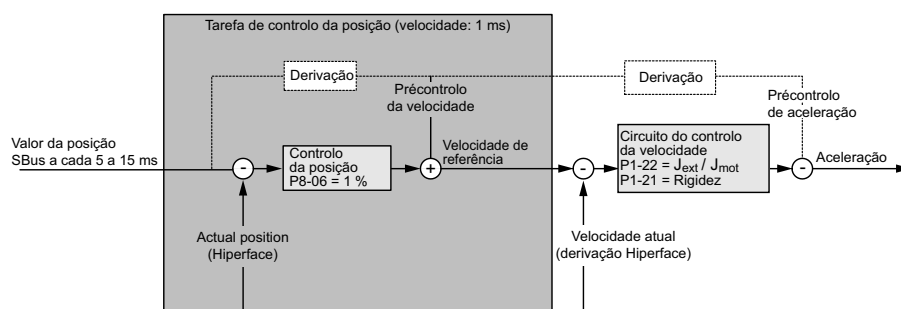 Tarefa de controlo da posição (velocidade: 1 ms)
Derivação
Derivação
Précontrolo
da velocidade
Précontrolo
de aceleração
Valor da posição
SBus a cada 5 a 15 ms
-
Controlo
da posição
P8-06 = 1 %
+
Velocidade de
referência
-
Circuito do controlo
da velocidade
P1-22 = Jext / Jmot
P1-21 = Rigidez
-
Aceleração
Actual position
(Hiperface)
Velocidade atual
(derivação Hiperface)